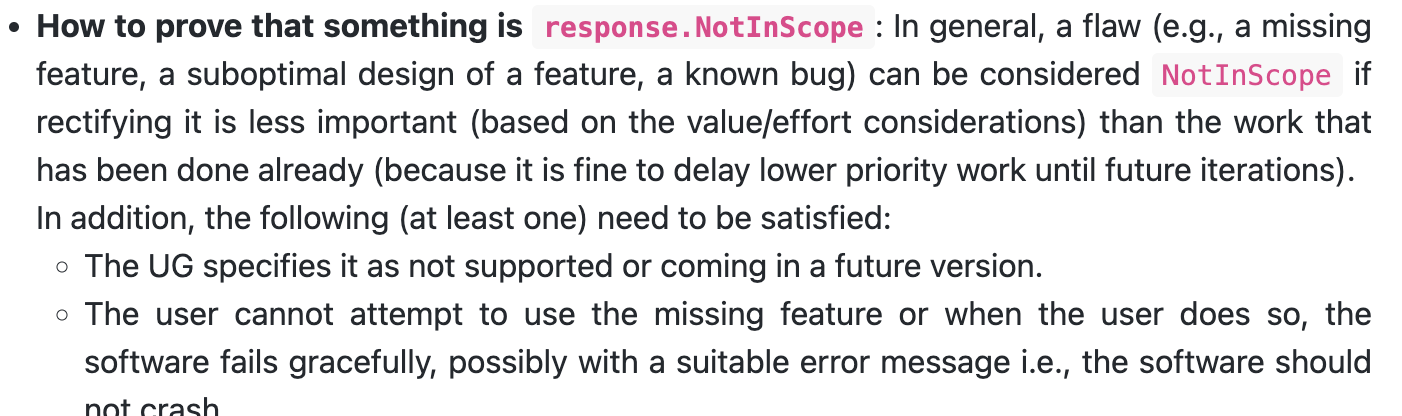 • How to prove that something is response.NotInScope : In general, a flaw (e.g., a missing
feature, a suboptimal design of a feature, a known bug) can be considered NotInScope if
rectifying it is less important (based on the value/effort considerations) than the work that
has been done already (because it is fine to delay lower priority work until future iterations).
In addition, the following (at least one) need to be satisfied:
◦ The UG specifies it as not supported or coming in a future version.
◦ The user cannot attempt to use the missing feature or when the user does so, the
software fails gracefully, possibly with a suitable error message i.e., the software should
not crash